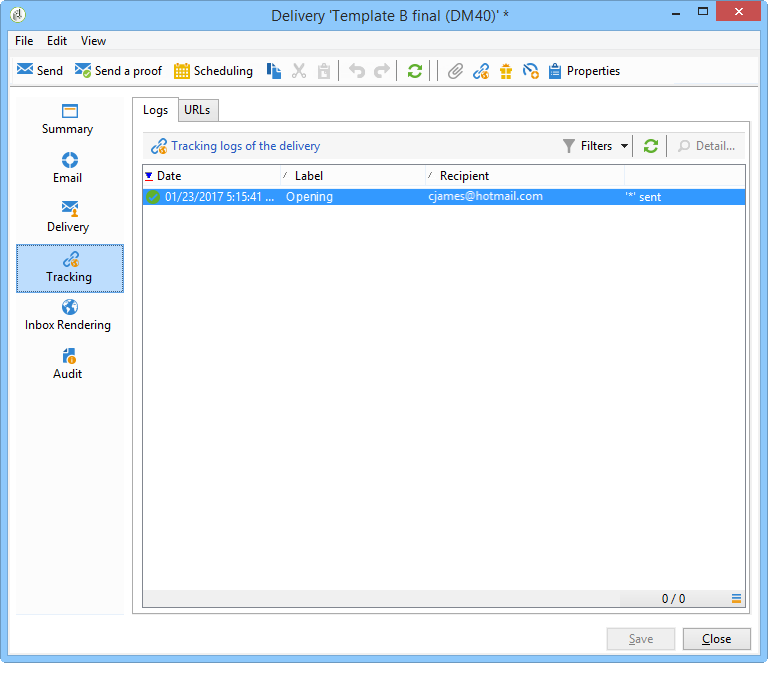 Delivery 'Template B final (DM40)' *
File Edit View
Send Send a proof Scheduling Properties
Summary
Email
Delivery
Tracking
Inbox Rendering
Audit
Logs URLs
Tracking logs of the delivery Filters Detail...
Date Label Recipient
01/23/2017 5:15:41 ... Opening cjames@hotmail.com '*' sent
0 / 0
Save Close